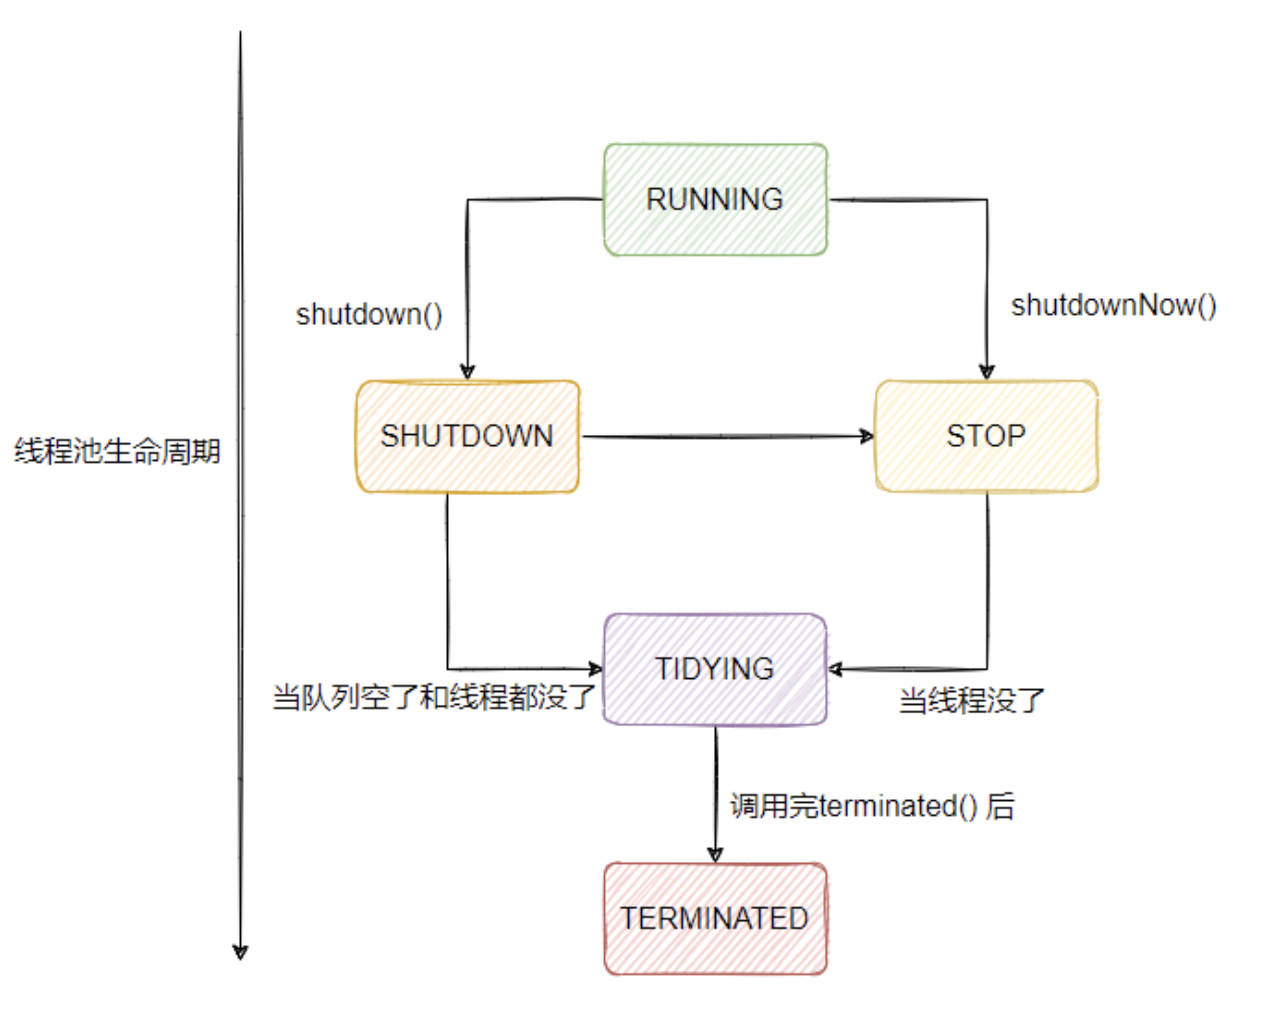 RUNNING
shutdown()
shutdownNow()
SHUTDOWN
STOP
线程池生命周期
TIDYING
当队列空了和线程都没了
当线程没了
调用完terminated() 后
TERMINATED